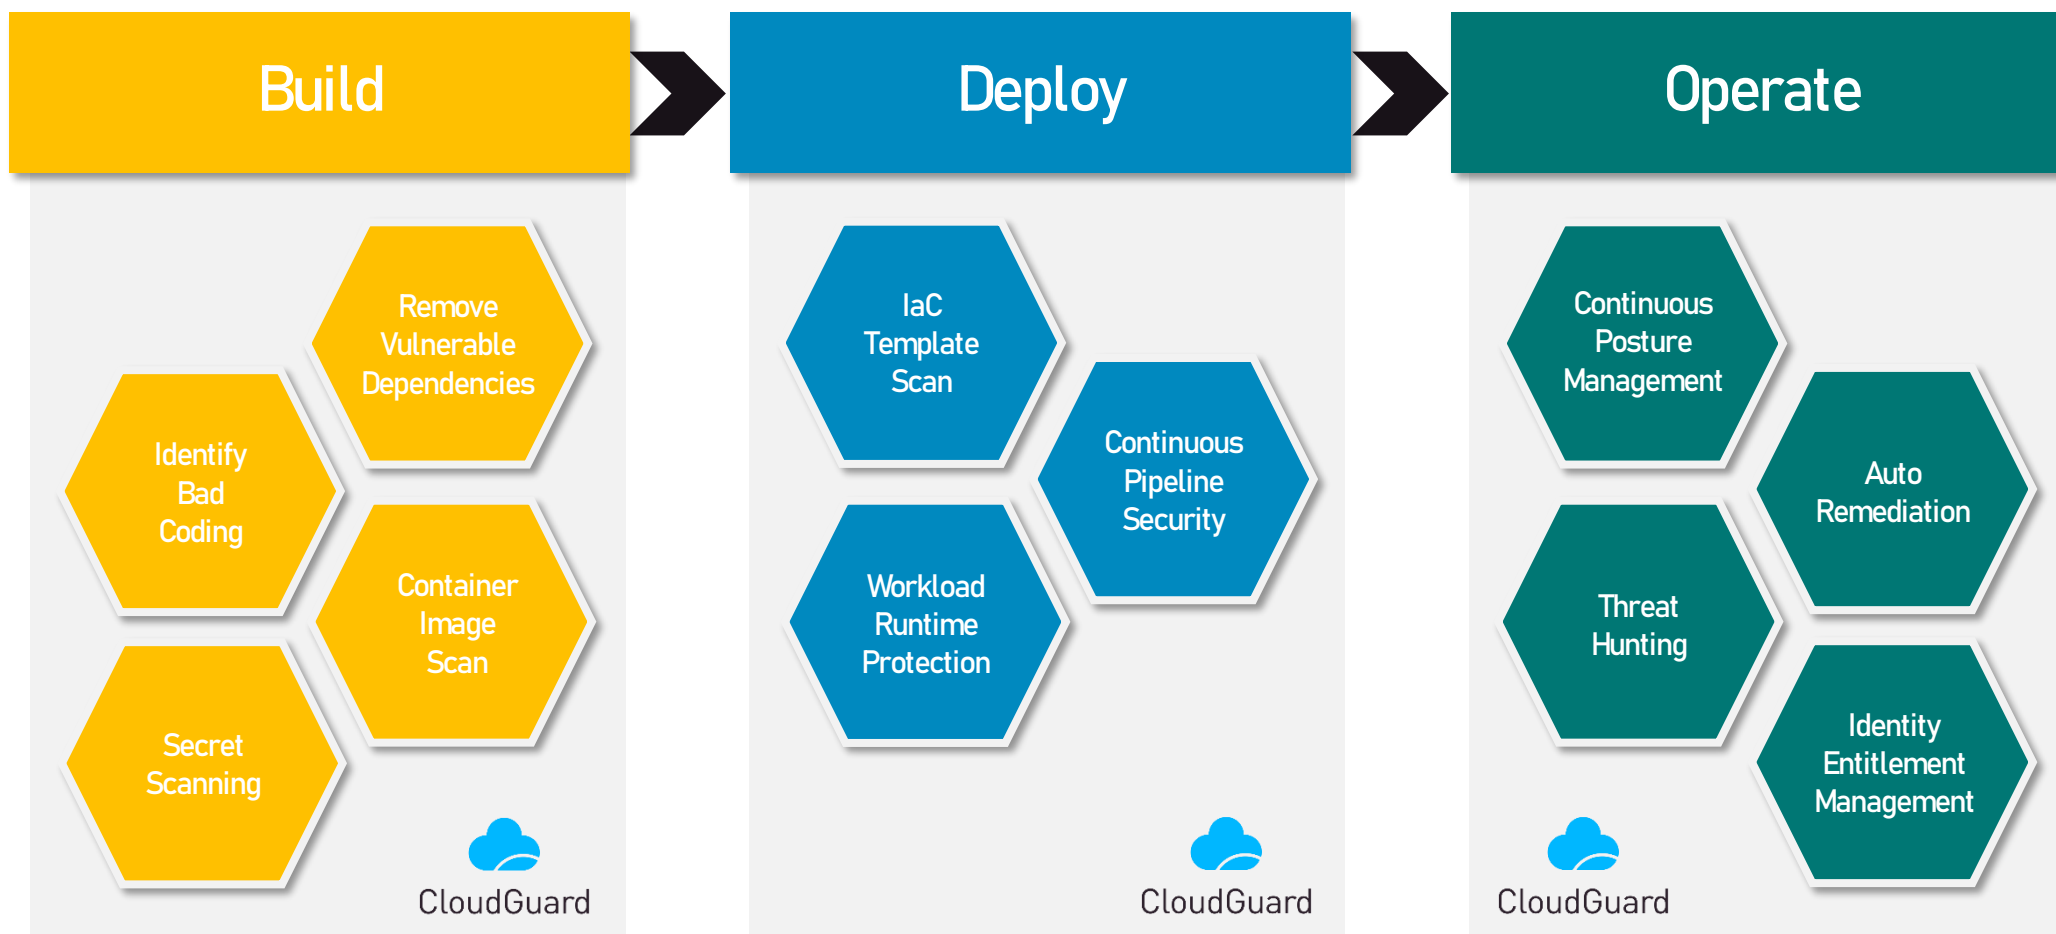 Build
Deploy
Operate
Remove
Vulnerable
Dependencies
Identify
Bad
Coding
Container
Image
Scan
Secret
Scanning
CloudGuard
IaC
Template
Scan
Continuous
Pipeline
Security
Workload
Runtime
Protection
CloudGuard
Continuous
Posture
Management
Auto
Remediation
Threat
Hunting
Identity
Entitlement
Management
CloudGuard